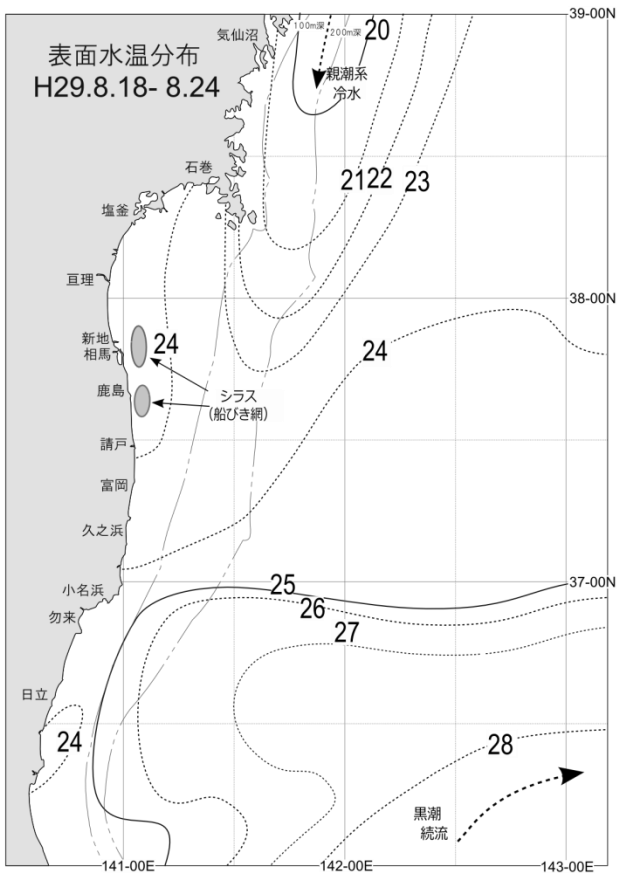 39-00N
気仙沼
100m深
200m深
20
表面水温分布
H29.8.18- 8.24
親潮系
冷水
石巻
21
22
23
塩釜
亘理
38-00N
新地
相馬
24
24
鹿島
シラス
(船びき網)
請戸
富岡
久之浜
37-00N
小名浜
25
勿来
26
27
日立
24
28
黒潮
続流
141-00E
142-00E
143-00E